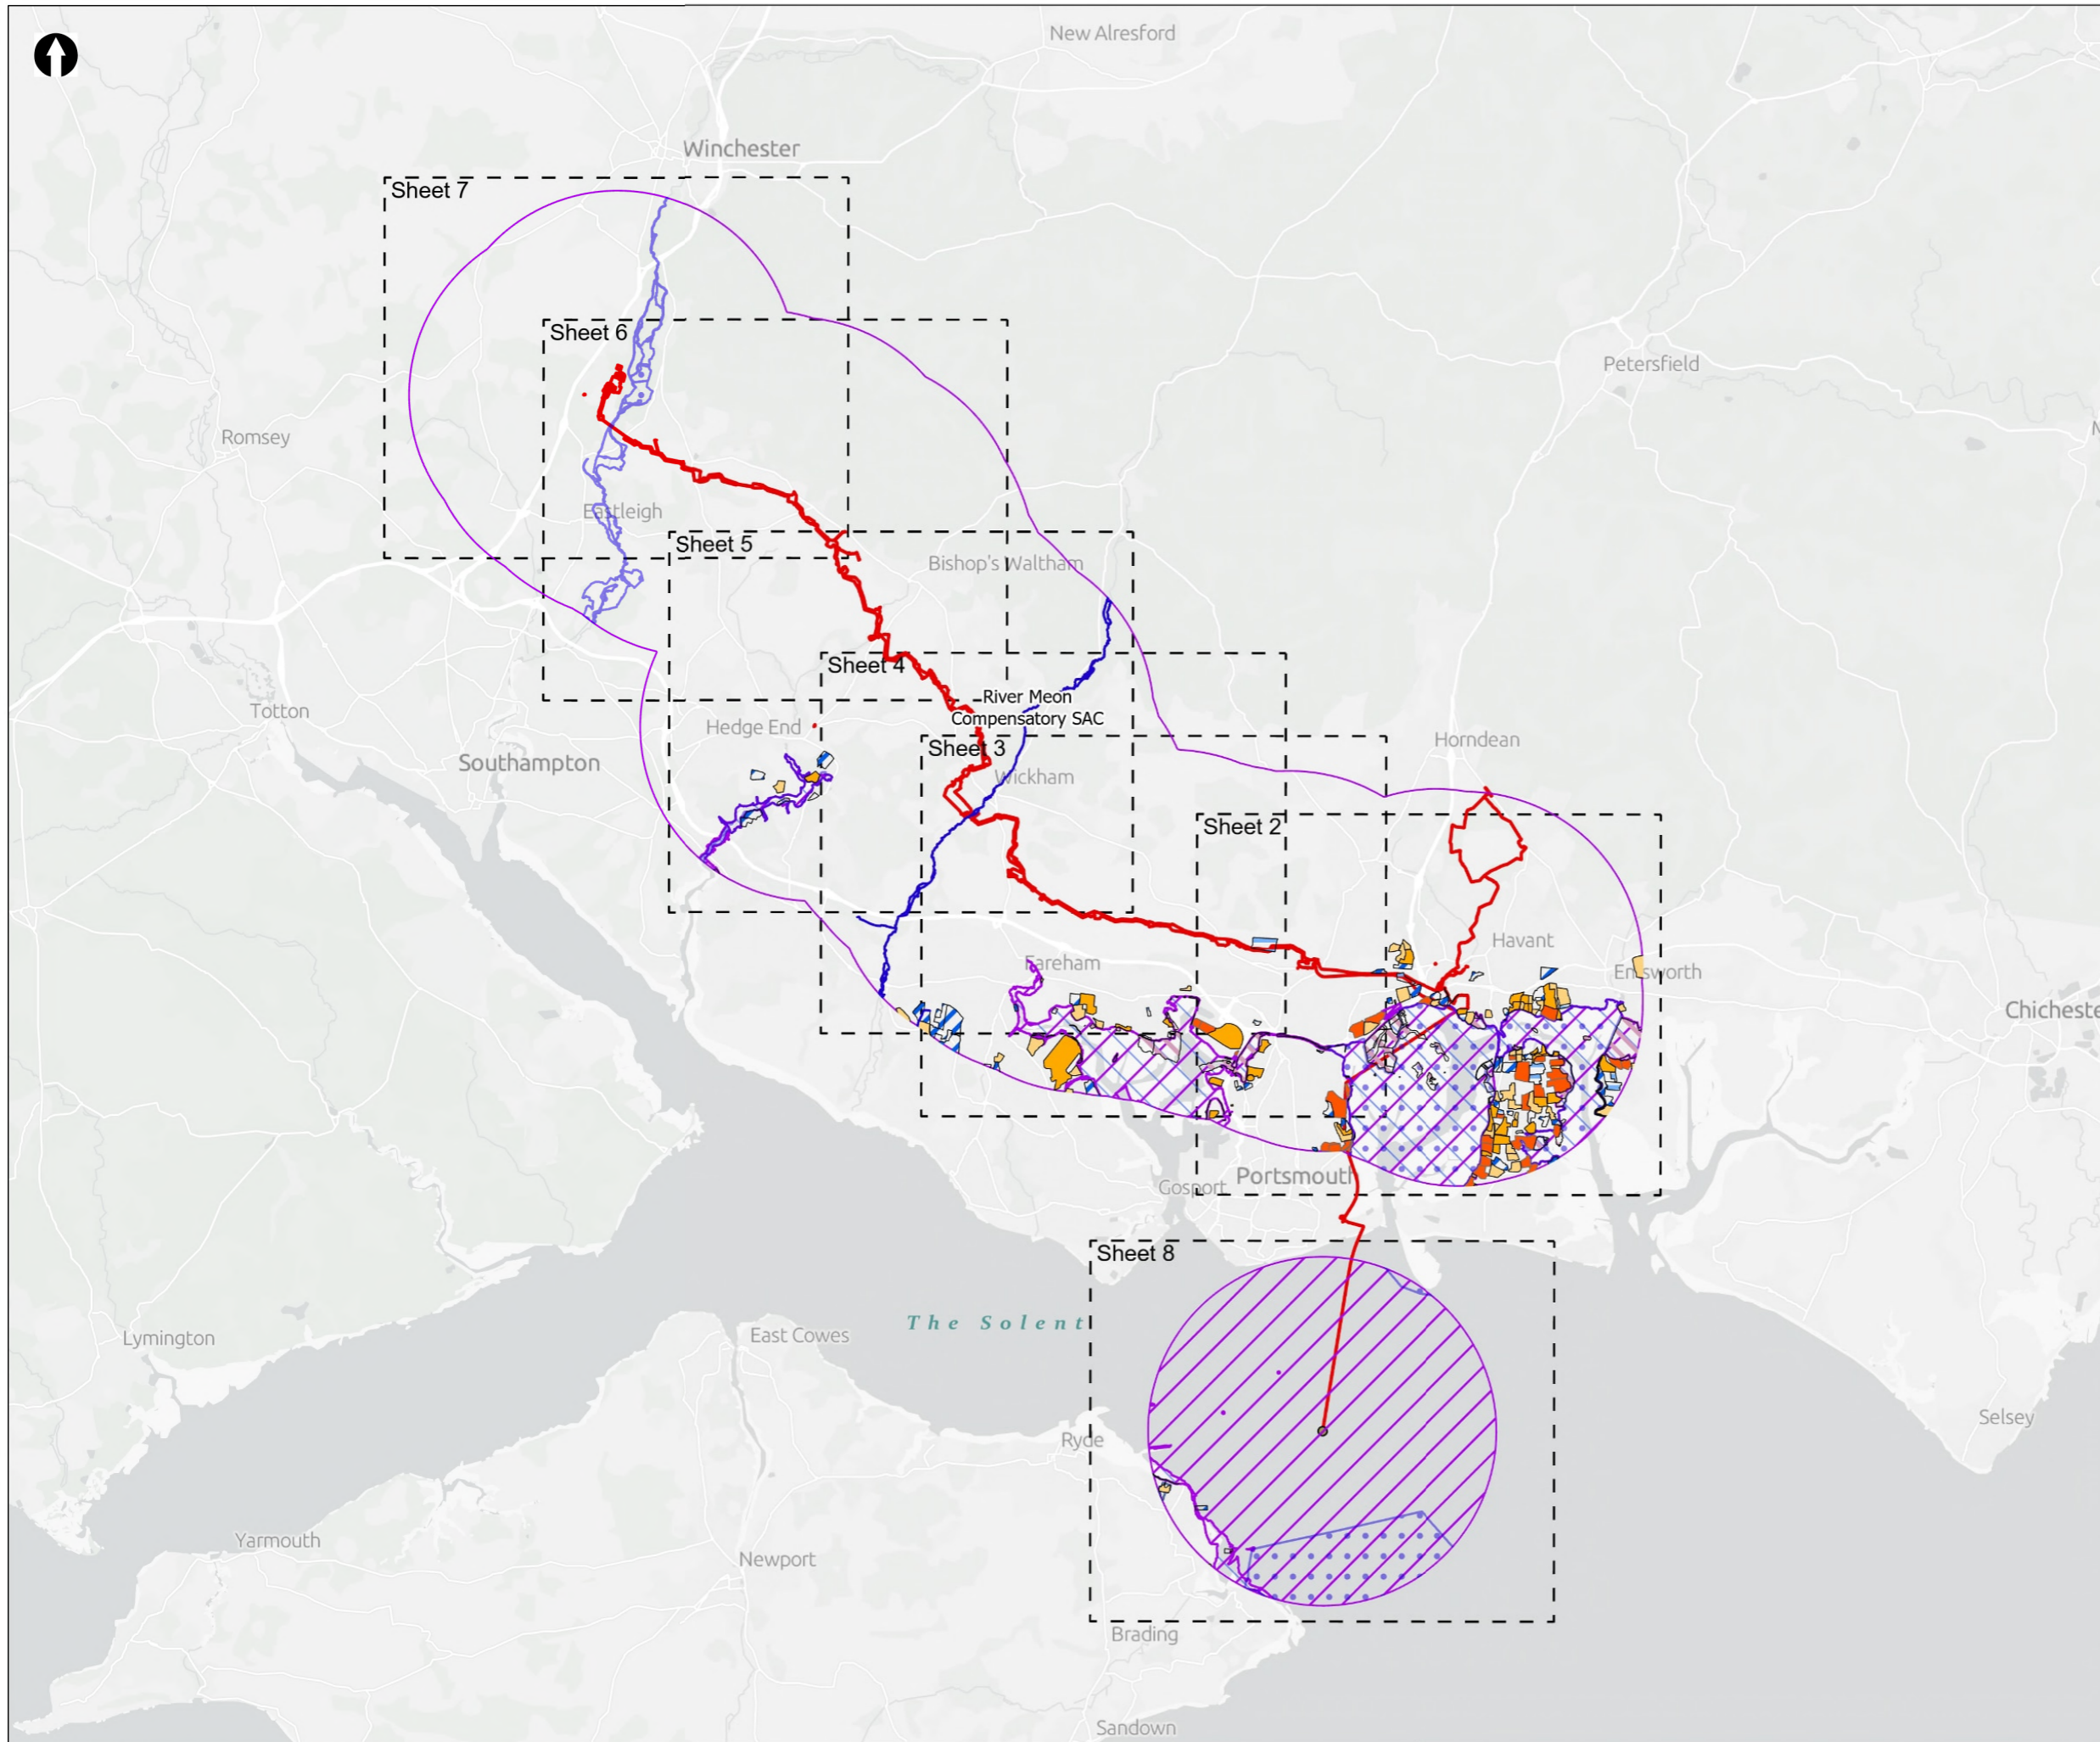 New Alresford
Winchester
Sheet 7
Sheet 6
Petersfield
Romsey
Eastleigh
Sheet 5
Bishop's Waltham
Sheet 4
River Meon
Compensatory SAC
Totton
Hedge End
Horndean
Sheet 3
Southampton
Wickham
Sheet 2
Havant
Fareham
Emsworth
Chicheste
Portsmouth
Gosport
Sheet 8
The Solent
East Cowes
Lymington
Selsey
Ryde
Yarmouth
Newport
Brading
Sandown